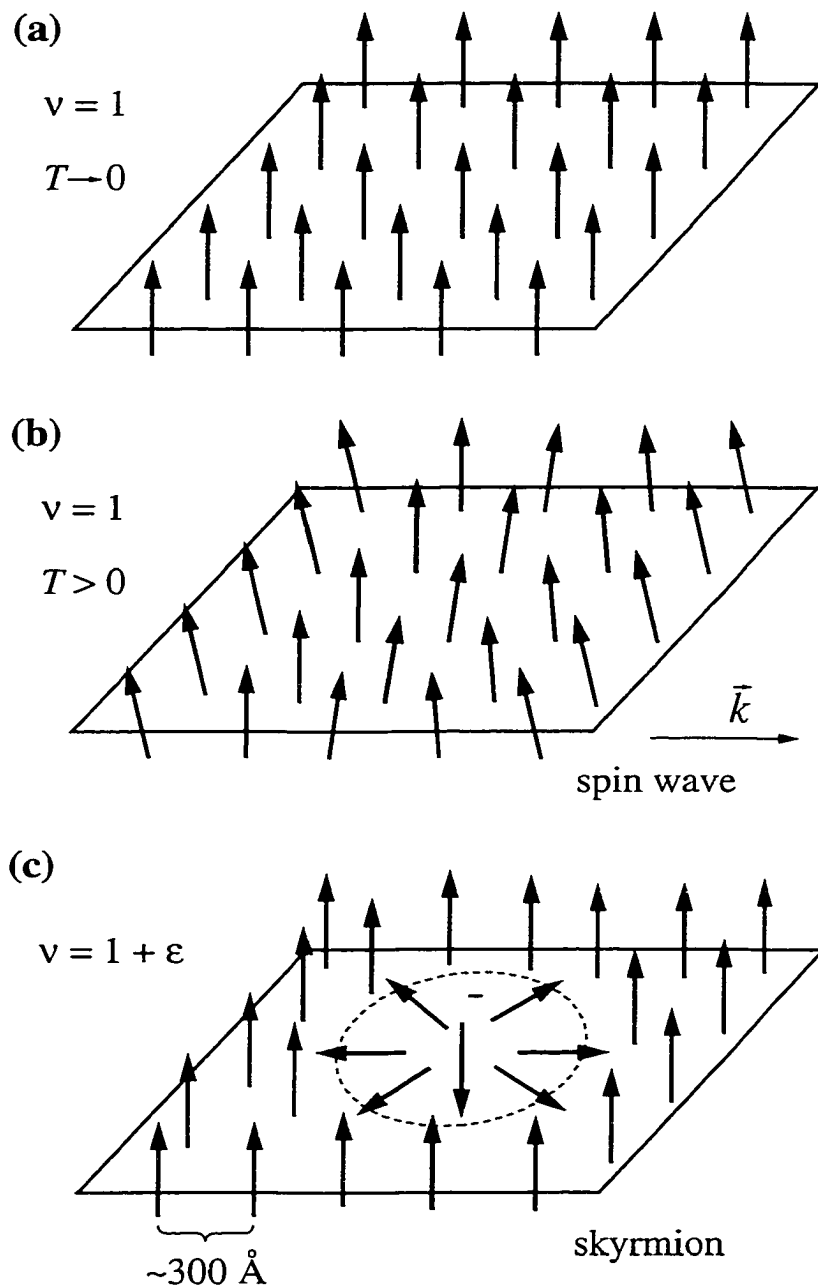 (a)
ν = 1
T→0
(b)
ν = 1
T > 0
k⃗
spin wave
(c)
ν = 1 + ε
–
~300 Å
skyrmion